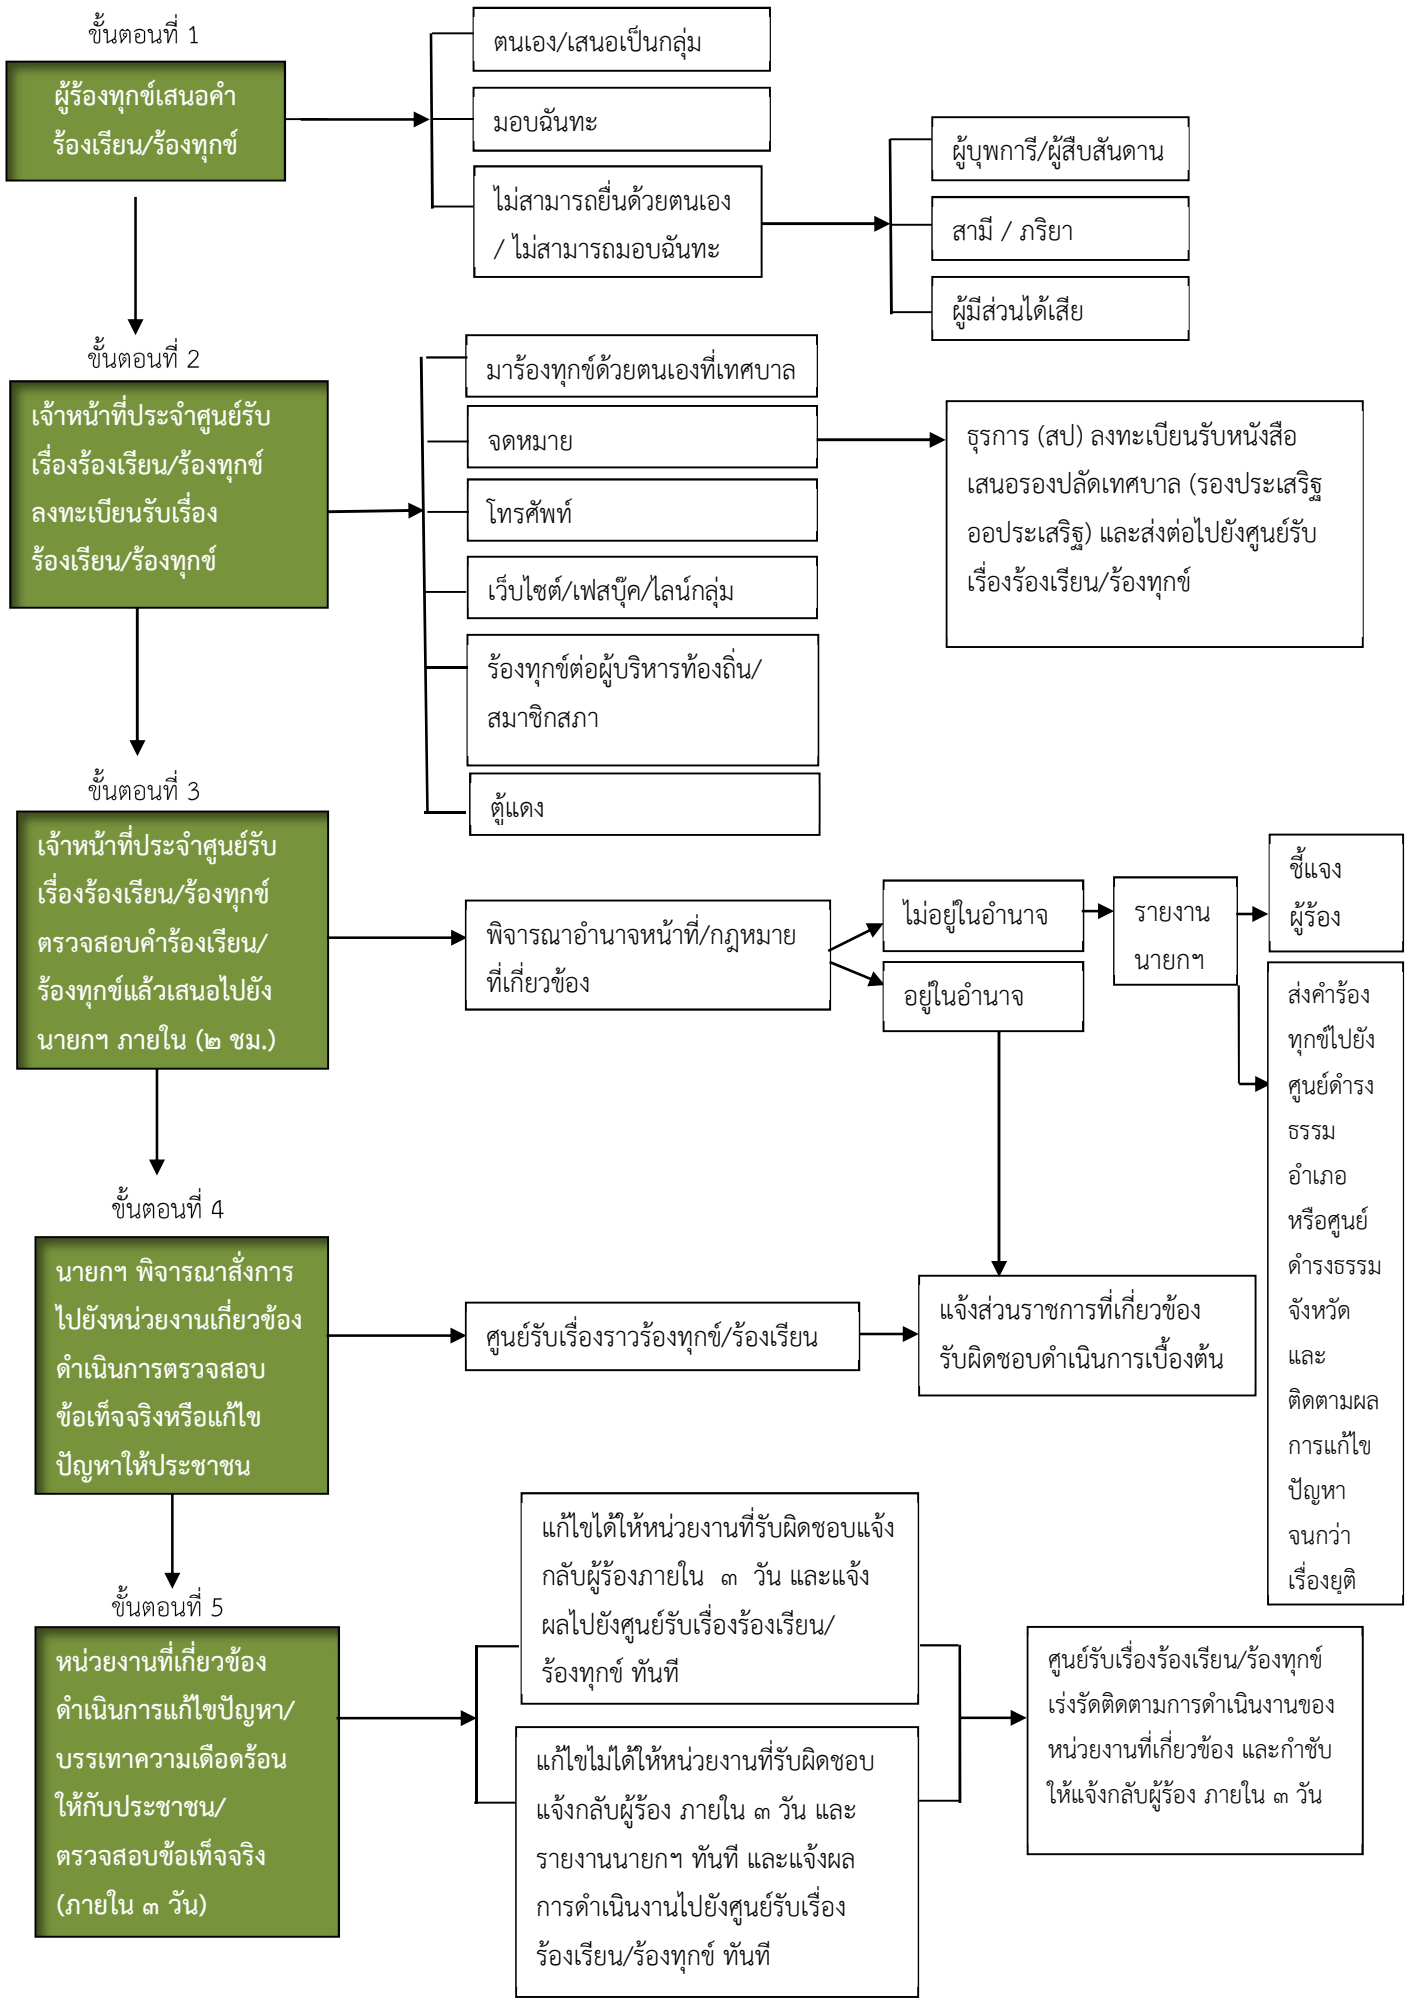 ขั้นตอนที่ 1
ผู้ร้องทุกข์เสนอคำ
ร้องเรียน/ร้องทุกข์
ตนเอง/เสนอเป็นกลุ่ม
มอบฉันทะ
ไม่สามารถยื่นด้วยตนเอง
/ ไม่สามารถมอบฉันทะ
ผู้บุพการี/ผู้สืบสันดาน
สามี / ภริยา
ผู้มีส่วนได้เสีย
ขั้นตอนที่ 2
เจ้าหน้าที่ประจำศูนย์รับ
เรื่องร้องเรียน/ร้องทุกข์
ลงทะเบียนรับเรื่อง
ร้องเรียน/ร้องทุกข์
มาร้องทุกข์ด้วยตนเองที่เทศบาล
จดหมาย
โทรศัพท์
เว็บไซต์/เฟสบุ๊ค/ไลน์กลุ่ม
ร้องทุกข์ต่อผู้บริหารท้องถิ่น/
สมาชิกสภา
ตู้แดง
ธุรการ (สป) ลงทะเบียนรับหนังสือ
เสนอรองปลัดเทศบาล (รองประเสริฐ
ออประเสริฐ) และส่งต่อไปยังศูนย์รับ
เรื่องร้องเรียน/ร้องทุกข์
ขั้นตอนที่ 3
เจ้าหน้าที่ประจำศูนย์รับ
เรื่องร้องเรียน/ร้องทุกข์
ตรวจสอบคำร้องเรียน/
ร้องทุกข์แล้วเสนอไปยัง
นายกฯ ภายใน (๒ ชม.)
พิจารณาอำนาจหน้าที่/กฎหมาย
ที่เกี่ยวข้อง
ไม่อยู่ในอำนาจ
อยู่ในอำนาจ
รายงาน
นายกฯ
ชี้แจง
ผู้ร้อง
ส่งคำร้อง
ทุกข์ไปยัง
ศูนย์ดำรง
ธรรม
อำเภอ
หรือศูนย์
ดำรงธรรม
จังหวัด
และ
ติดตามผล
การแก้ไข
ปัญหา
จนกว่า
เรื่องยุติ
ขั้นตอนที่ 4
นายกฯ พิจารณาสั่งการ
ไปยังหน่วยงานเกี่ยวข้อง
ดำเนินการตรวจสอบ
ข้อเท็จจริงหรือแก้ไข
ปัญหาให้ประชาชน
ศูนย์รับเรื่องราวร้องทุกข์/ร้องเรียน
แจ้งส่วนราชการที่เกี่ยวข้อง
รับผิดชอบดำเนินการเบื้องต้น
ขั้นตอนที่ 5
หน่วยงานที่เกี่ยวข้อง
ดำเนินการแก้ไขปัญหา/
บรรเทาความเดือดร้อน
ให้กับประชาชน/
ตรวจสอบข้อเท็จจริง
(ภายใน ๓ วัน)
แก้ไขได้ให้หน่วยงานที่รับผิดชอบแจ้ง
กลับผู้ร้องภายใน ๓ วัน และแจ้ง
ผลไปยังศูนย์รับเรื่องร้องเรียน/
ร้องทุกข์ ทันที
แก้ไขไม่ได้ให้หน่วยงานที่รับผิดชอบ
แจ้งกลับผู้ร้อง ภายใน ๓ วัน และ
รายงานนายกฯ ทันที และแจ้งผล
การดำเนินงานไปยังศูนย์รับเรื่อง
ร้องเรียน/ร้องทุกข์ ทันที
ศูนย์รับเรื่องร้องเรียน/ร้องทุกข์
เร่งรัดติดตามการดำเนินงานของ
หน่วยงานที่เกี่ยวข้อง และกำชับ
ให้แจ้งกลับผู้ร้อง ภายใน ๓ วัน